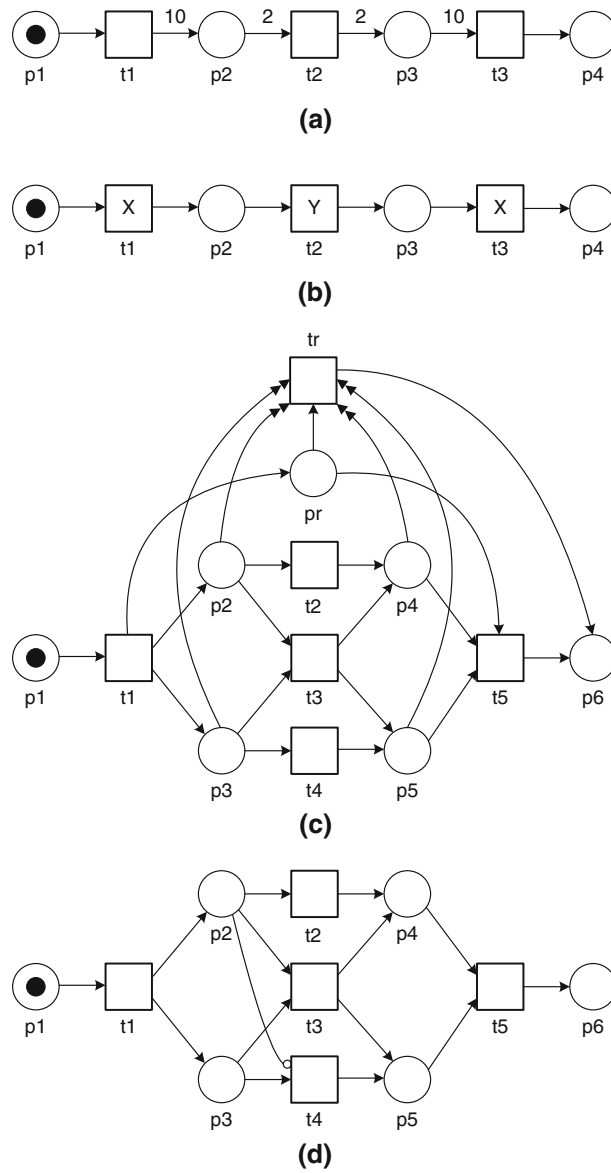 10 2 2 10
p1 t1 p2 t2 p3 t3 p4
(a)
X Y X
p1 t1 p2 t2 p3 t3 p4
(b)
tr
pr
p2 t2 p4
p1 t1 t3 t5 p6
p3 t4 p5
(c)
p2 t2 p4
p1 t1 t3 t5 p6
p3 t4 p5
(d)